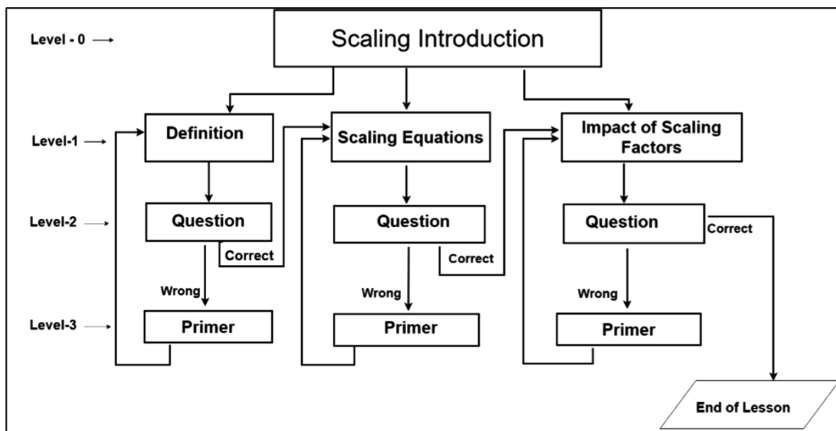 Scaling Introduction
Level - 0
Definition
Scaling Equations
Impact of Scaling
Factors
Level-1
Question
Question
Question
Level-2
Correct
Correct
Correct
Wrong
Wrong
Wrong
Level-3
Primer
Primer
Primer
End of Lesson